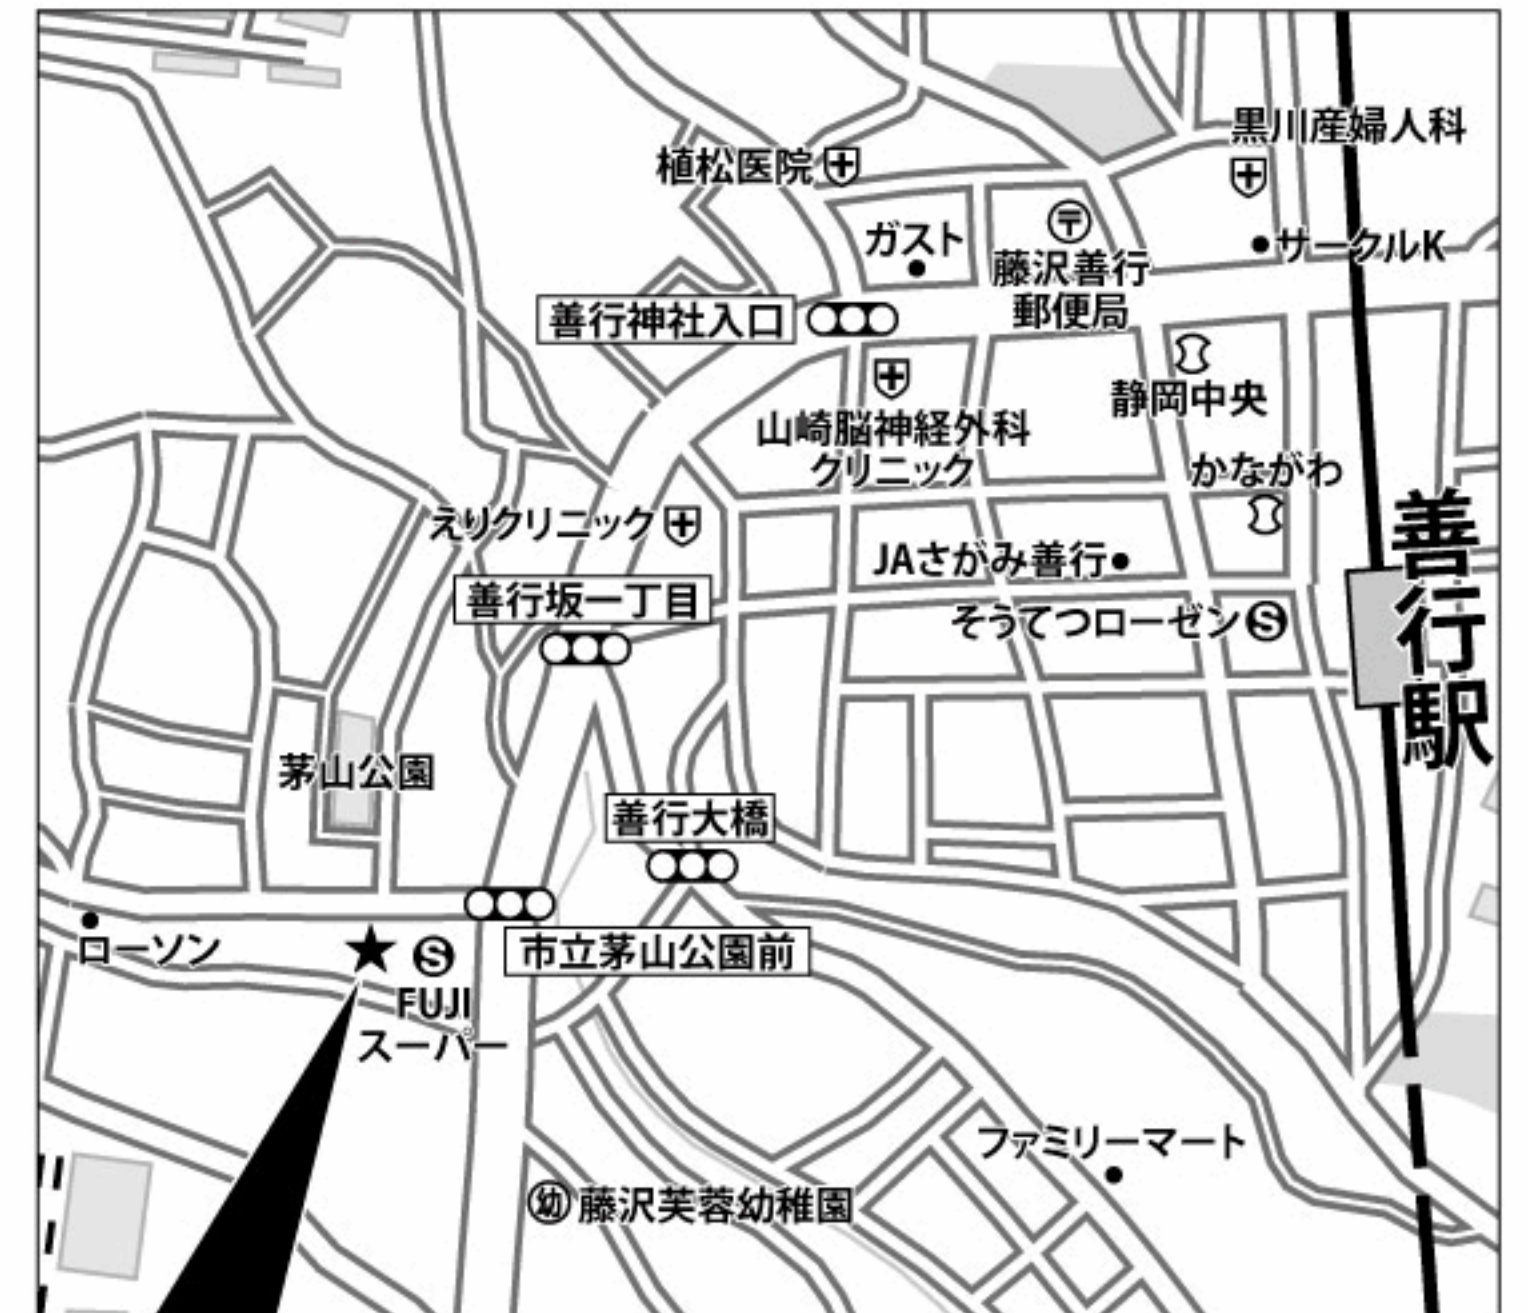 黒川産婦人科
植松医院
ガスト
〒
藤沢善行
郵便局
サークルK
善行神社入口
静岡中央
山崎脳神経外科
クリニック
かながわ
えりクリニック
JAさがみ善行
善行坂一丁目
そうてつローゼン
S
善行駅
茅山公園
善行大橋
ローソン
S
FUJI
スーパー
市立茅山公園前
ファミリーマート
幼 藤沢芙蓉幼稚園